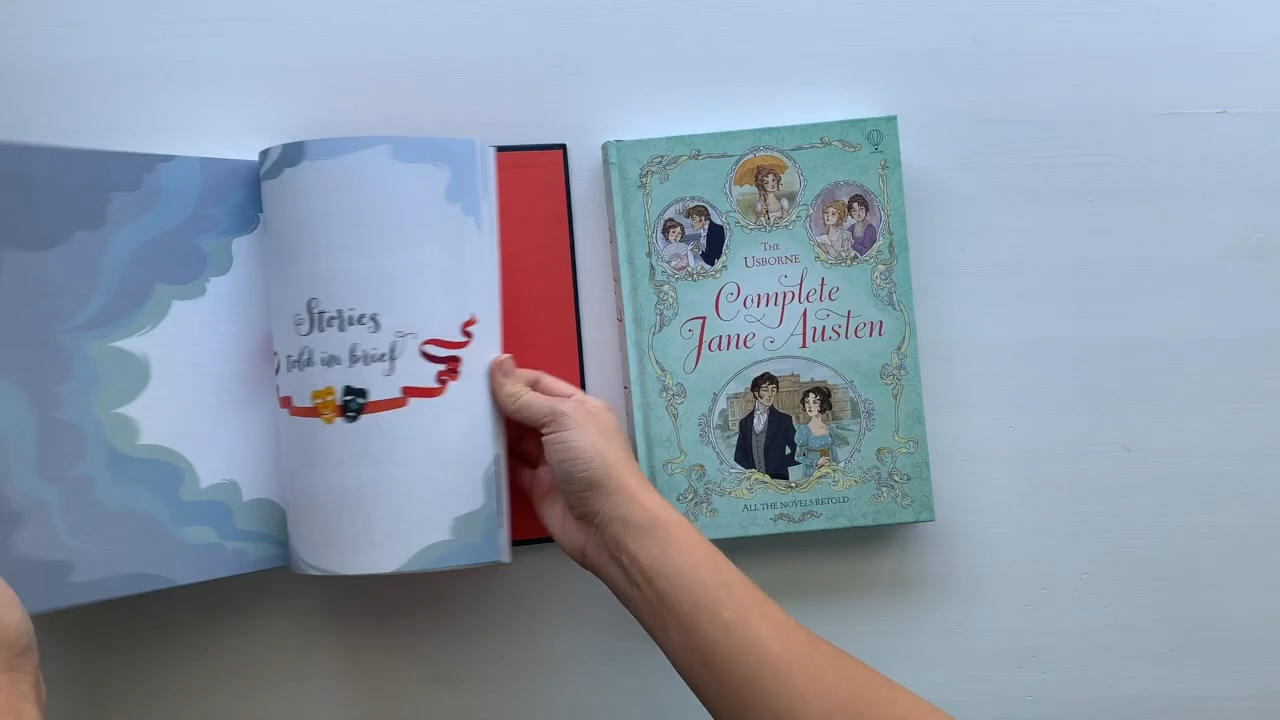 Stories
told in brief
THE
USBORNE
Complete
Jane Austen
ALL THE NOVELS RETOLD